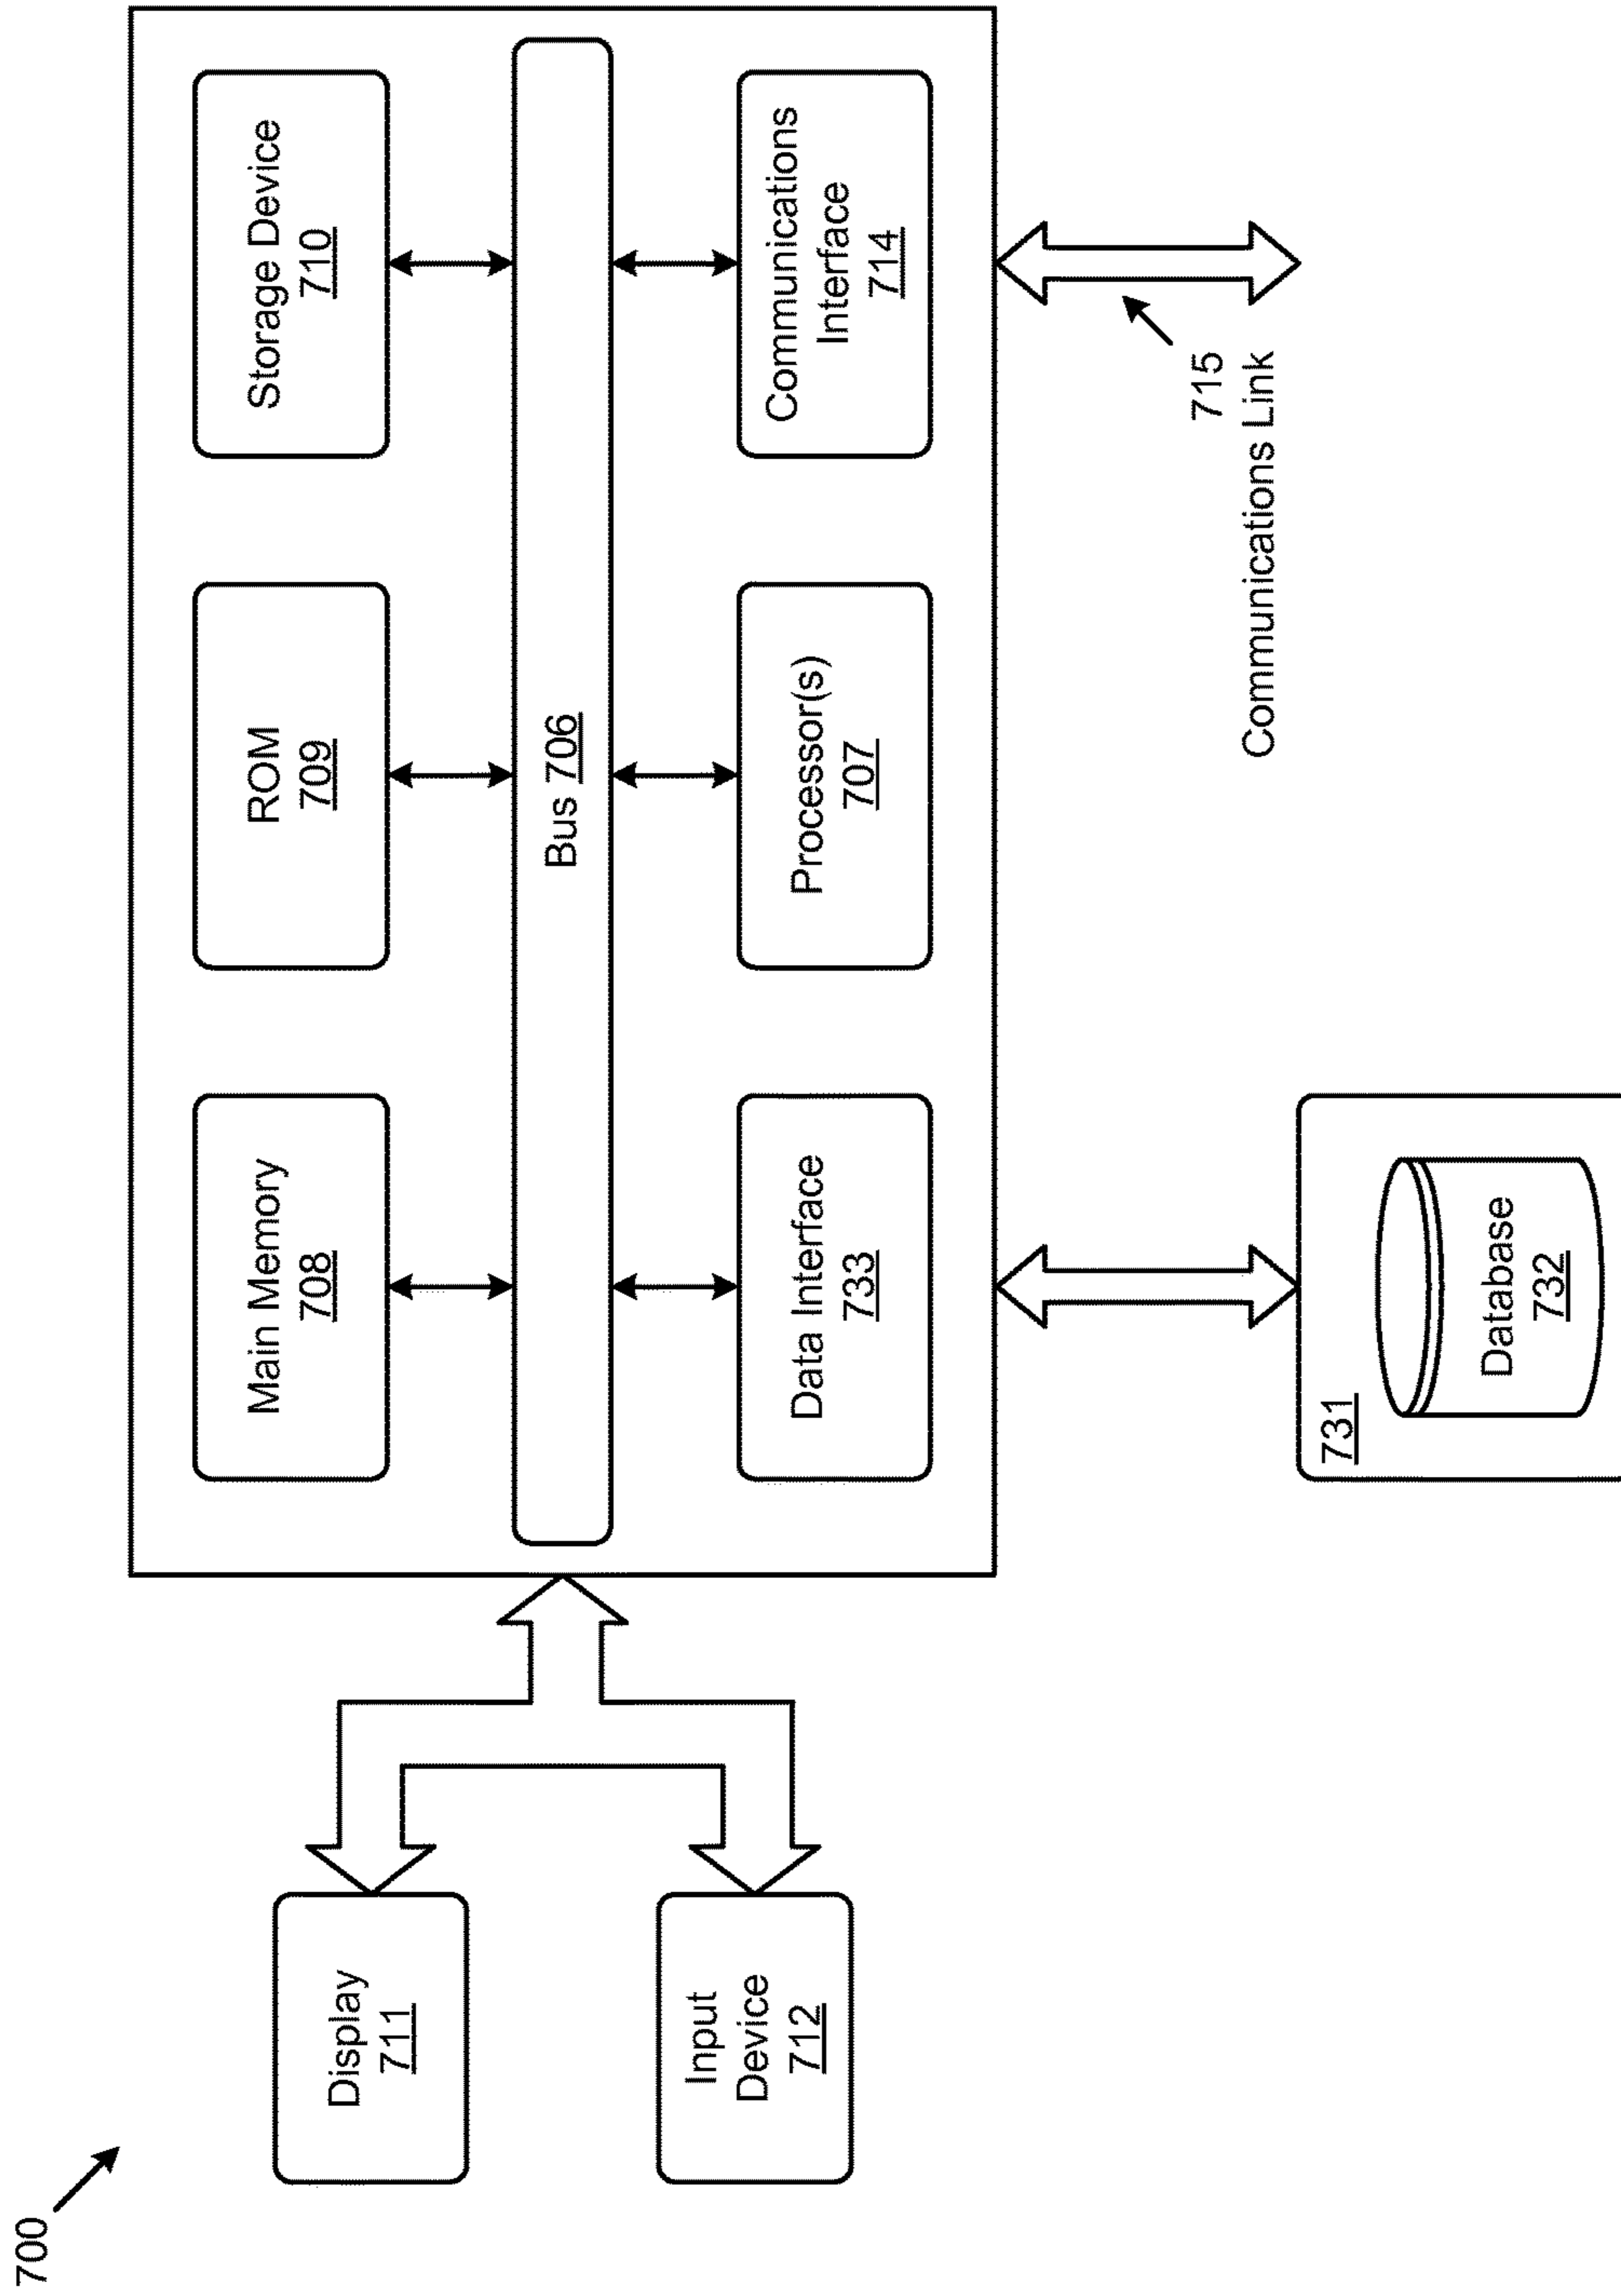 700
Display
711
Input
Device
712
Main Memory
708
ROM
709
Storage Device
710
Bus 706
Data Interface
733
Processor(s)
707
Communications
Interface
714
715
Communications Link
731
Database
732